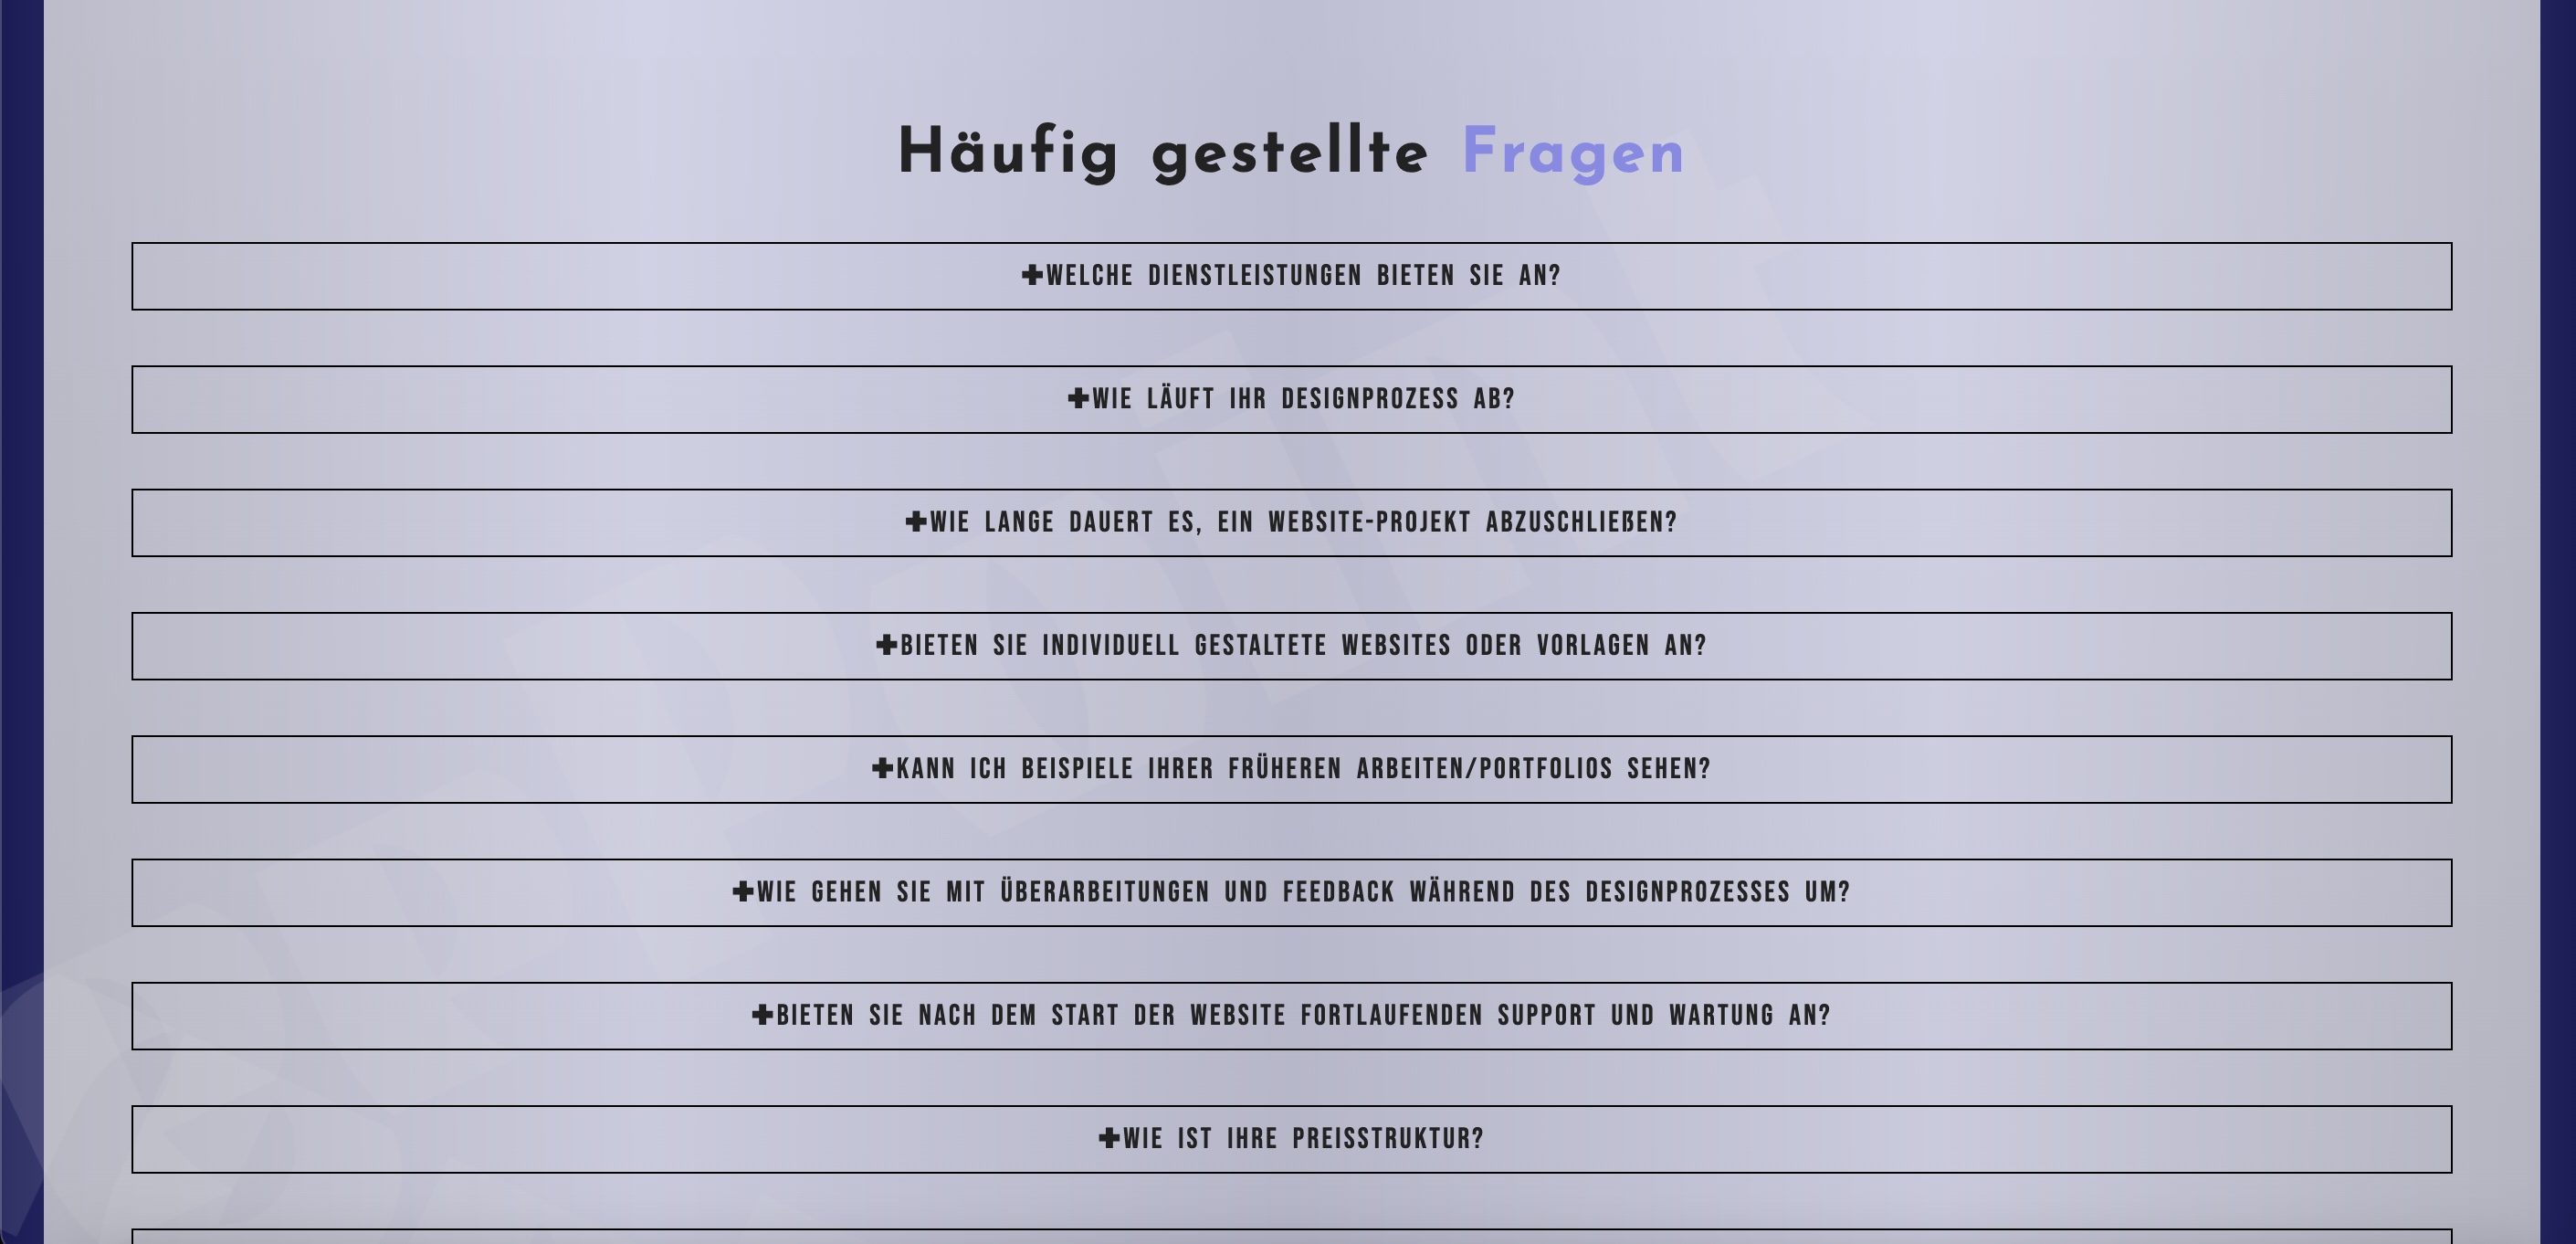 Häufig gestellte Fragen
✚WELCHE DIENSTLEISTUNGEN BIETEN SIE AN?
✚WIE LÄUFT IHR DESIGNPROZESS AB?
✚WIE LANGE DAUERT ES, EIN WEBSITE-PROJEKT ABZUSCHLIEßEN?
✚BIETEN SIE INDIVIDUELL GESTALTETE WEBSITES ODER VORLAGEN AN?
✚KANN ICH BEISPIELE IHRER FRÜHEREN ARBEITEN/PORTFOLIOS SEHEN?
✚WIE GEHEN SIE MIT ÜBERARBEITUNGEN UND FEEDBACK WÄHREND DES DESIGNPROZESSES UM?
✚BIETEN SIE NACH DEM START DER WEBSITE FORTLAUFENDEN SUPPORT UND WARTUNG AN?
✚WIE IST IHRE PREISSTRUKTUR?